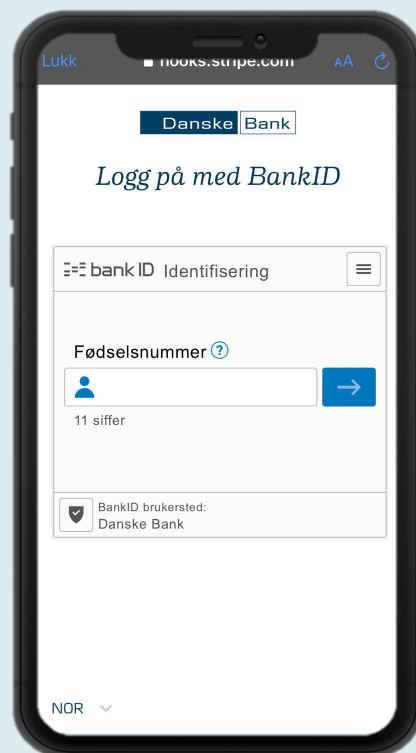 Lukk hooks.stripe.com AA
Danske Bank
Logg på med BankID
bank ID Identifisering
Fødselsnummer ?
11 siffer
BankID brukersted:
Danske Bank
NOR